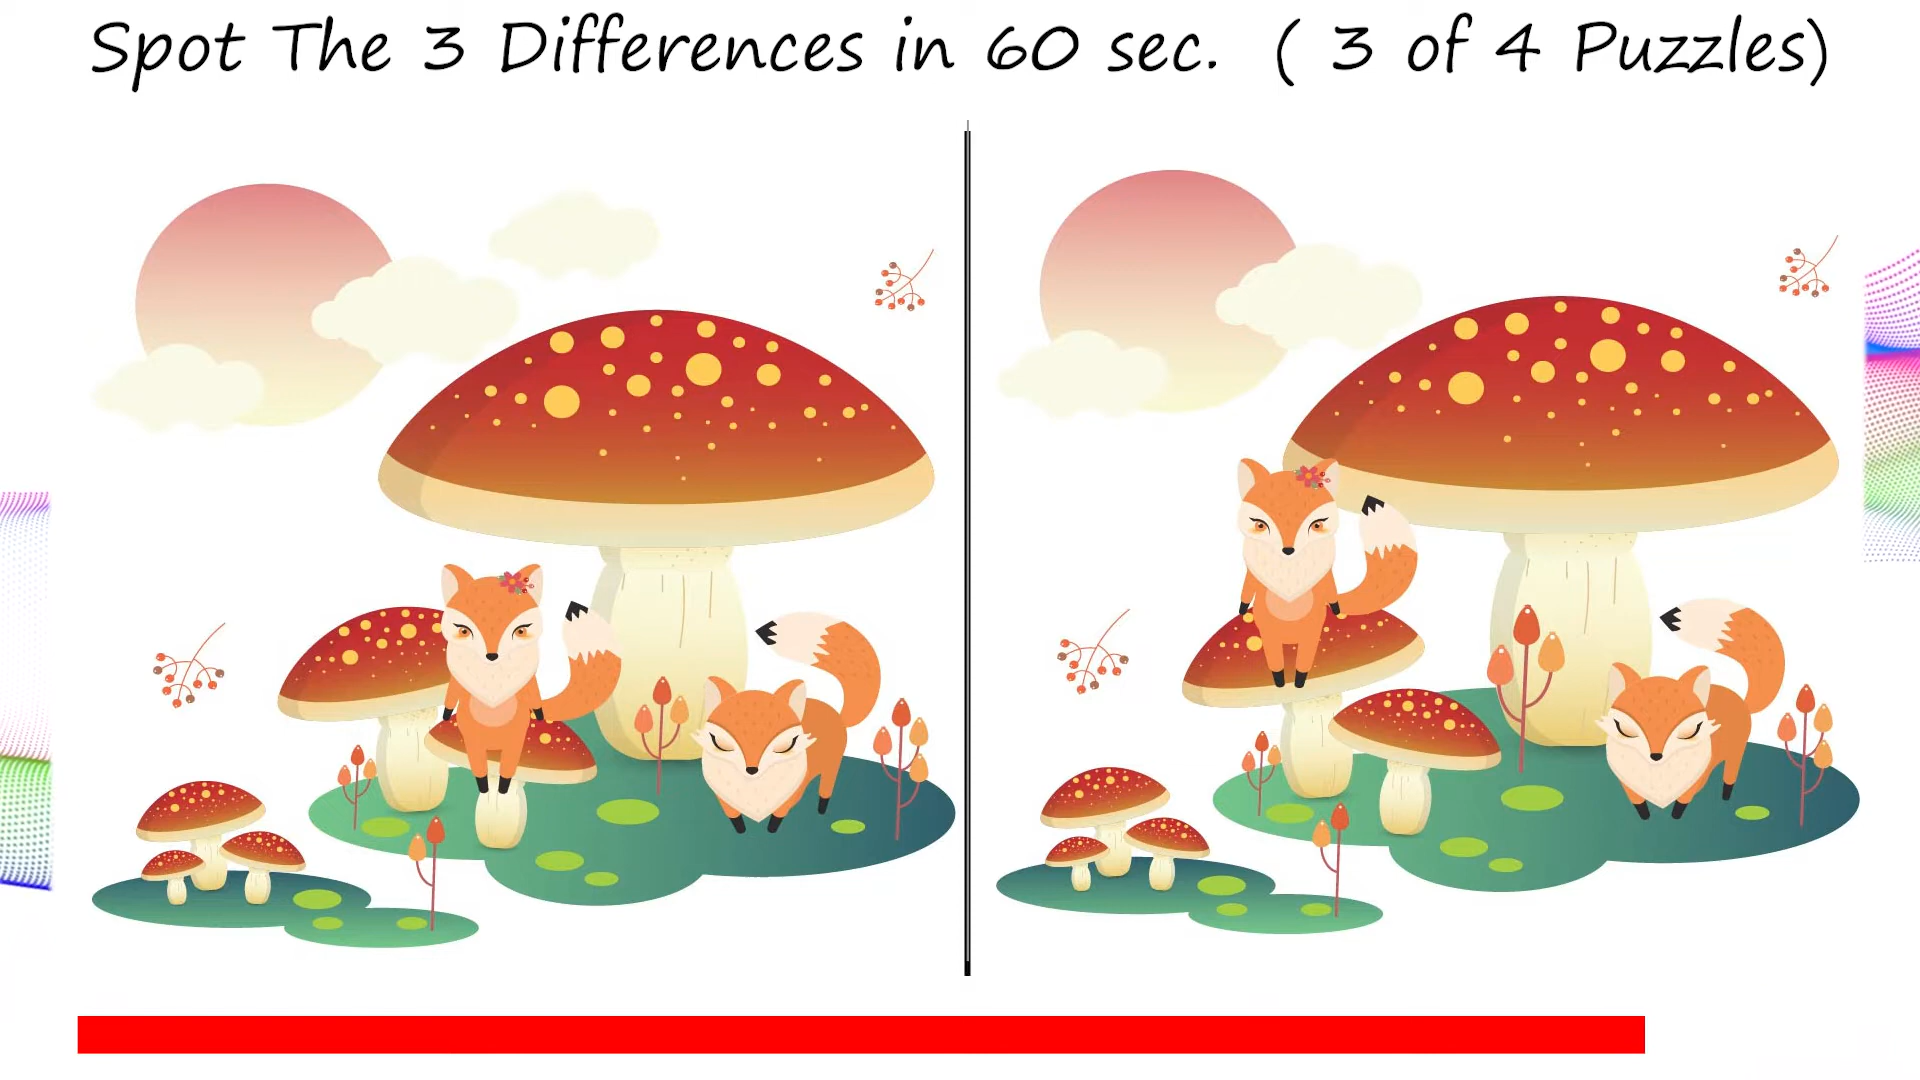 Spot The 3 Differences in 60 sec. ( 3 of 4 Puzzles)